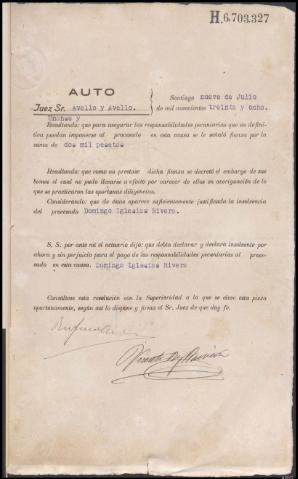 H.6.703.327
AUTO
Juez Sr. Avello y Avello.
Santiago nueve de Julio
de mil novecientos treinta y ocho.
Unanse y
Resultando: que para asegurar las responsabilidades pecuniarias que en defini-
tiva puedan imponerse al procesado en esta causa se le señaló fianza por la
suma de dos mil pesetas
Resultando: que como no prestase dicha fianza se decretó el embargo de sus
bienes el cual no pudo llevarse a efecto por carecer de ellos en averiguación de lo
que se practicaron las oportunas diligencias.
Considerando: que de éstas aparece suficientemente justificada la insolvencia
del procesado Domingo Iglesias Rivero.
S. S. por ante mí el actuario dijo: que debía declarar y declara insolvente por
ahora y sin perjuicio para el pago de las responsabilidades pecuniarias al proce-
sado en esta causa. Domingo Iglesias Rivero
Consúltese esta resolución con la Superioridad a la que se eleve esta pieza
oportunamente, según así lo dispone y firma el Sr. Juez de que doy fe.